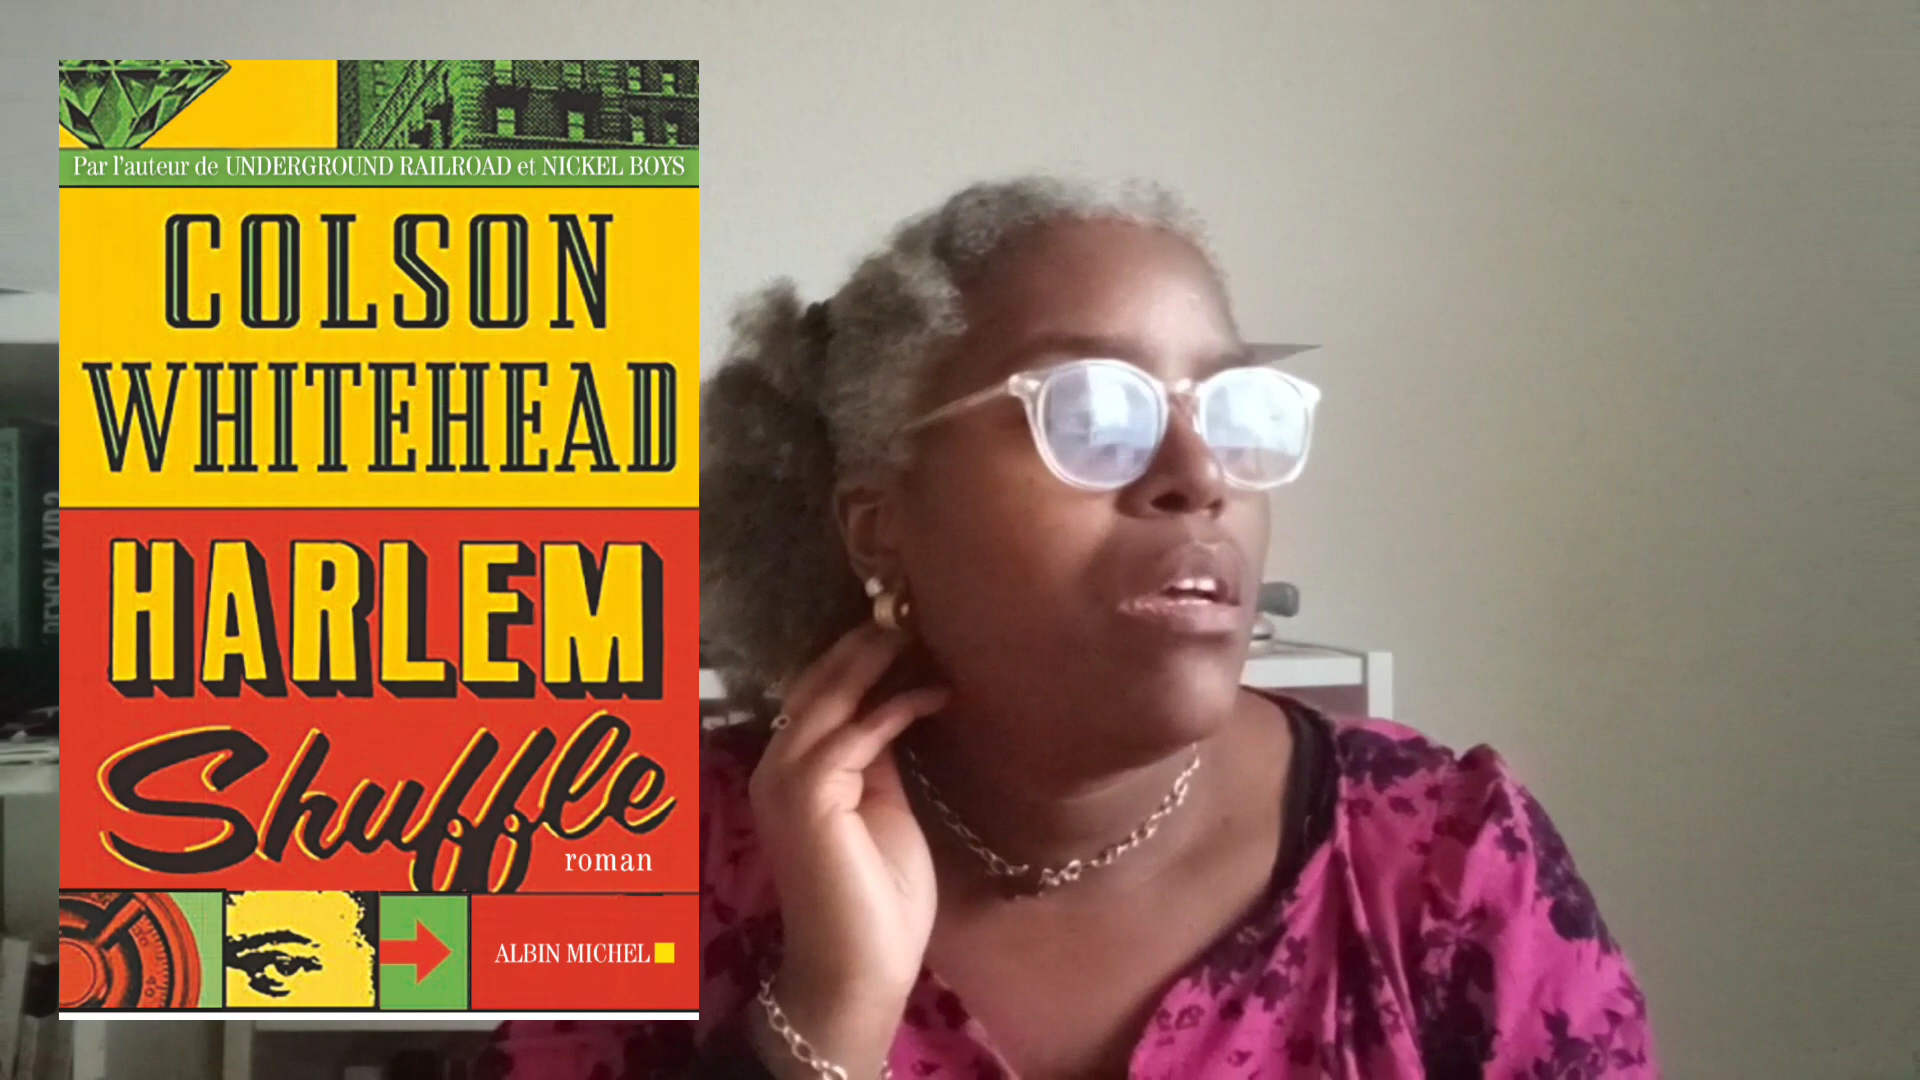 Par l'auteur de UNDERGROUND RAILROAD et NICKEL BOYS
COLSON
WHITEHEAD
HARLEM
Shuffle
roman
ALBIN MICHEL